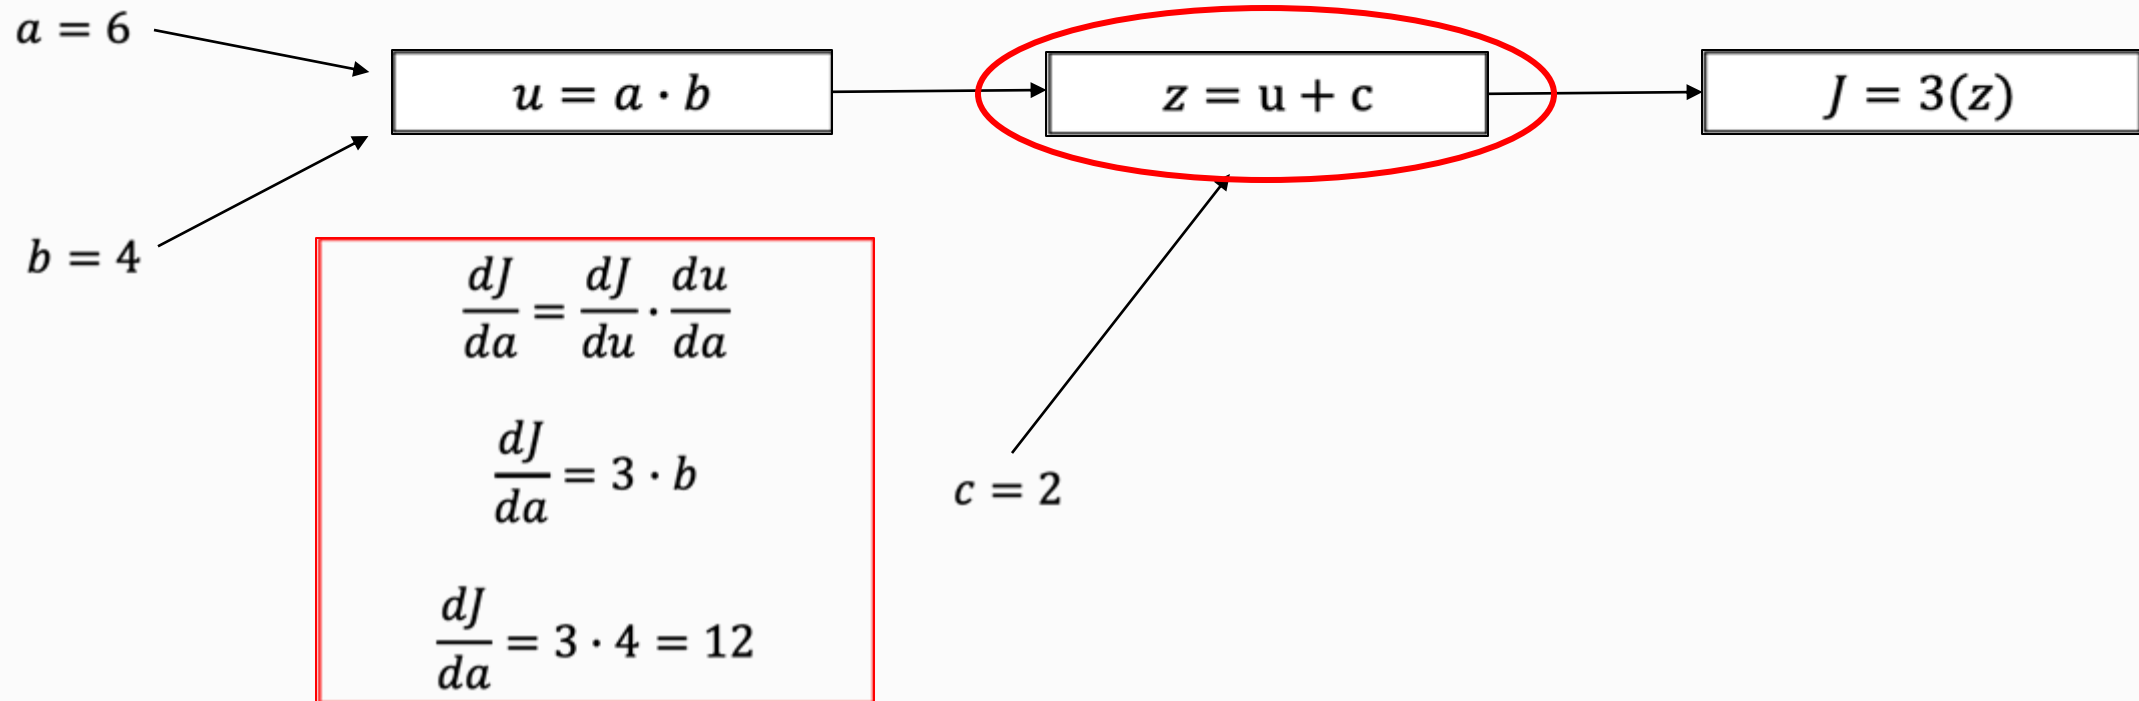 a = 6
u = a · b
z = u + c
J = 3(z)
b = 4
dJ/da = dJ/du · du/da
dJ/da = 3 · b
c = 2
dJ/da = 3 · 4 = 12